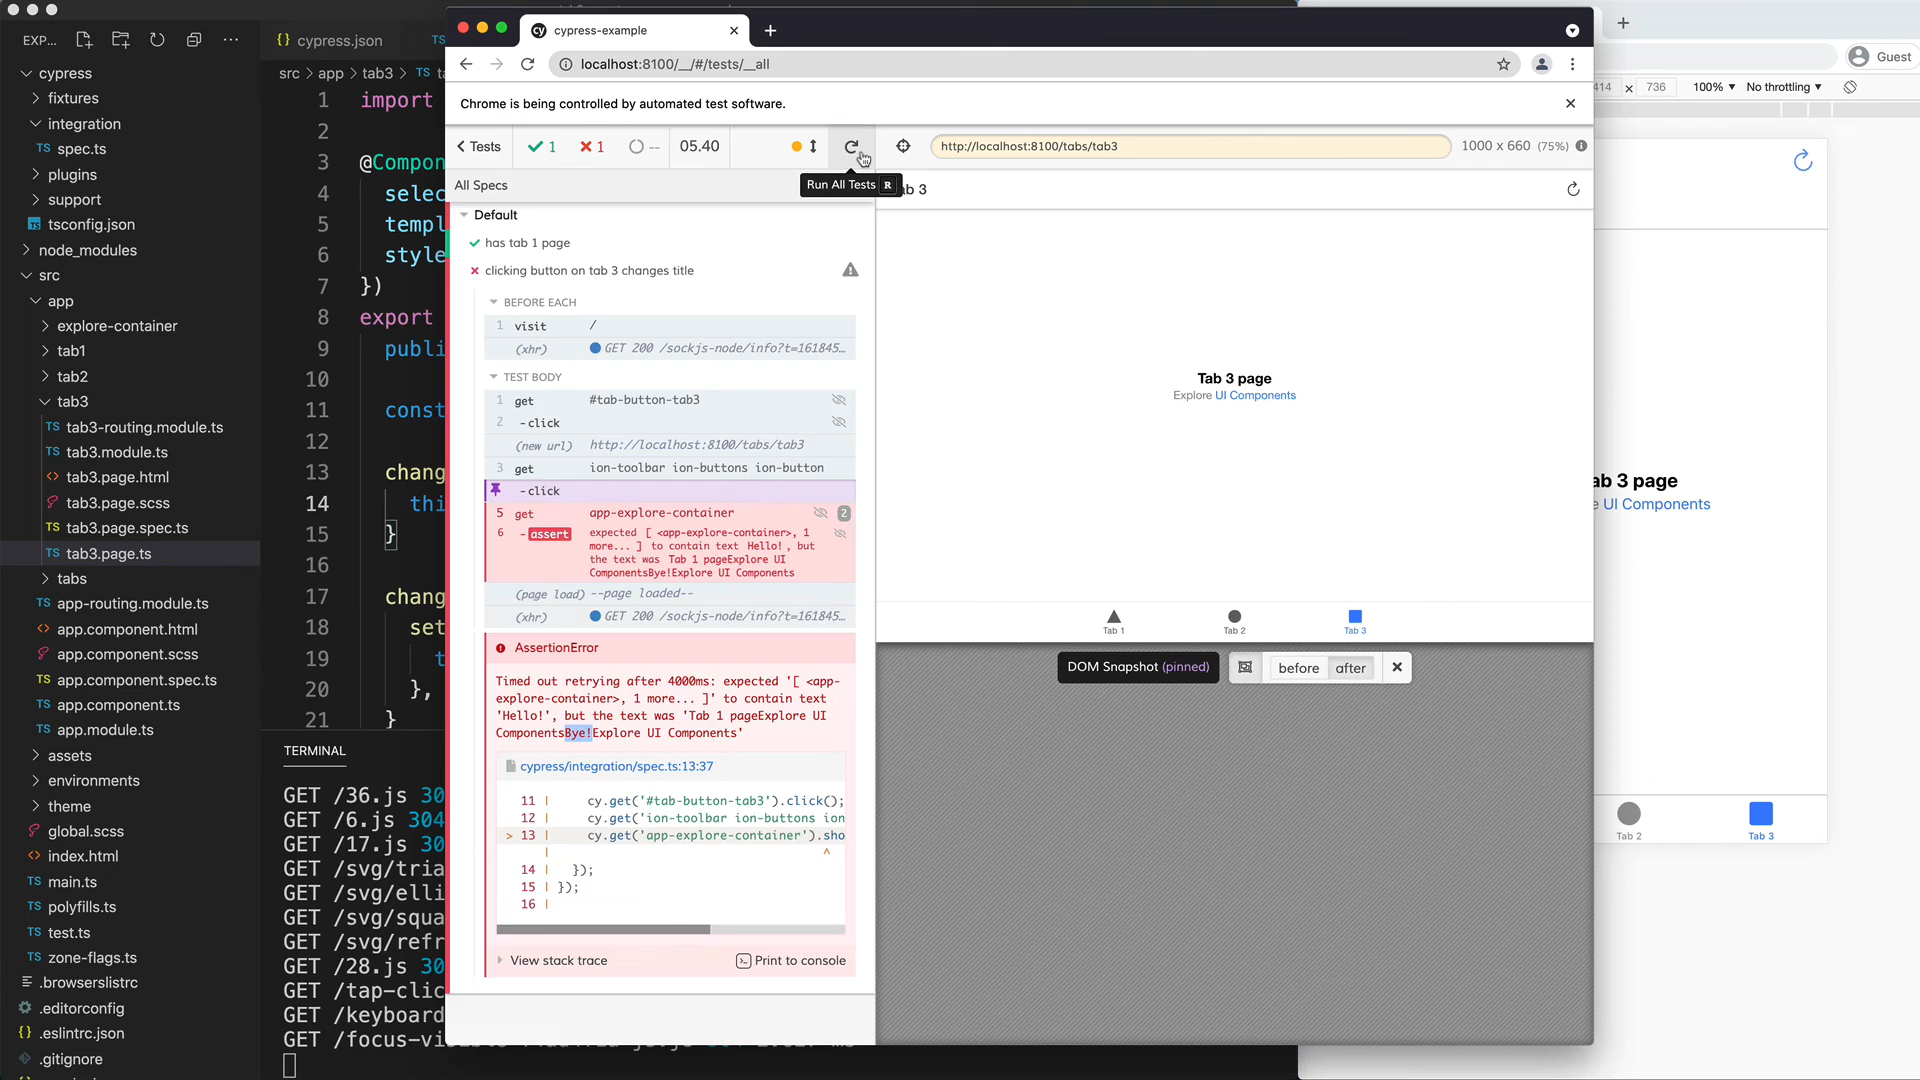 EXP...
cypress
fixtures
integration
TS spec.ts
plugins
support
tsconfig.json
node_modules
src
app
explore-container
tab1
tab2
tab3
TS tab3-routing.module.ts
TS tab3.module.ts
<> tab3.page.html
tab3.page.scss
TS tab3.page.spec.ts
TS tab3.page.ts
tabs
TS app-routing.module.ts
<> app.component.html
app.component.scss
TS app.component.spec.ts
TS app.component.ts
TS app.module.ts
assets
environments
theme
global.scss
<> index.html
TS main.ts
TS polyfills.ts
TS test.ts
TS zone-flags.ts
.browserslistrc
.editorconfig
{} .eslintrc.json
.gitignore
{} cypress.json TS
src > app > tab3 > TS
1 import
2
3 @Compon
4 selec
5 templ
6 style
7 })
8 export
9 publi
10
11 const
12
13 chang
14 thi
15 }
16
17 chang
18 set
19 t
20 },
21 }
TERMINAL
GET /36.js 30
GET /6.js 304
GET /17.js 30
GET /svg/tria
GET /svg/elli
GET /svg/squa
GET /svg/refr
GET /28.js 30
GET /tap-clic
GET /keyboard
GET /focus-vi
cy cypress-example
localhost:8100/__/#/tests/__all
Chrome is being controlled by automated test software.
< Tests 1 1 -- 05.40
http://localhost:8100/tabs/tab3
1000 x 660 (75%)
Run All Tests R
All Specs
Default
has tab 1 page
clicking button on tab 3 changes title
BEFORE EACH
1 visit /
(xhr) GET 200 /sockjs-node/info?t=161845...
TEST BODY
1 get #tab-button-tab3
2 -click
(new url) http://localhost:8100/tabs/tab3
3 get ion-toolbar ion-buttons ion-button
-click
5 get app-explore-container 2
6 -assert expected [ <app-explore-container>, 1
more... ] to contain text Hello!, but
the text was Tab 1 pageExplore UI
ComponentsBye!Explore UI Components
(page load) --page loaded--
(xhr) GET 200 /sockjs-node/info?t=161845...
AssertionError
Timed out retrying after 4000ms: expected '[ <app-
explore-container>, 1 more... ]' to contain text
'Hello!', but the text was 'Tab 1 pageExplore UI
ComponentsBye!Explore UI Components'
cypress/integration/spec.ts:13:37
11 | cy.get('#tab-button-tab3').click();
12 | cy.get('ion-toolbar ion-buttons ion
> 13 | cy.get('app-explore-container').sho
| ^
14 | });
15 | });
16 |
View stack trace
Print to console
b 3
Tab 3 page
Explore UI Components
Tab 1
Tab 2
Tab 3
DOM Snapshot (pinned)
before after
Guest
414 × 736 100% No throttling
ab 3 page
e UI Components
Tab 2
Tab 3